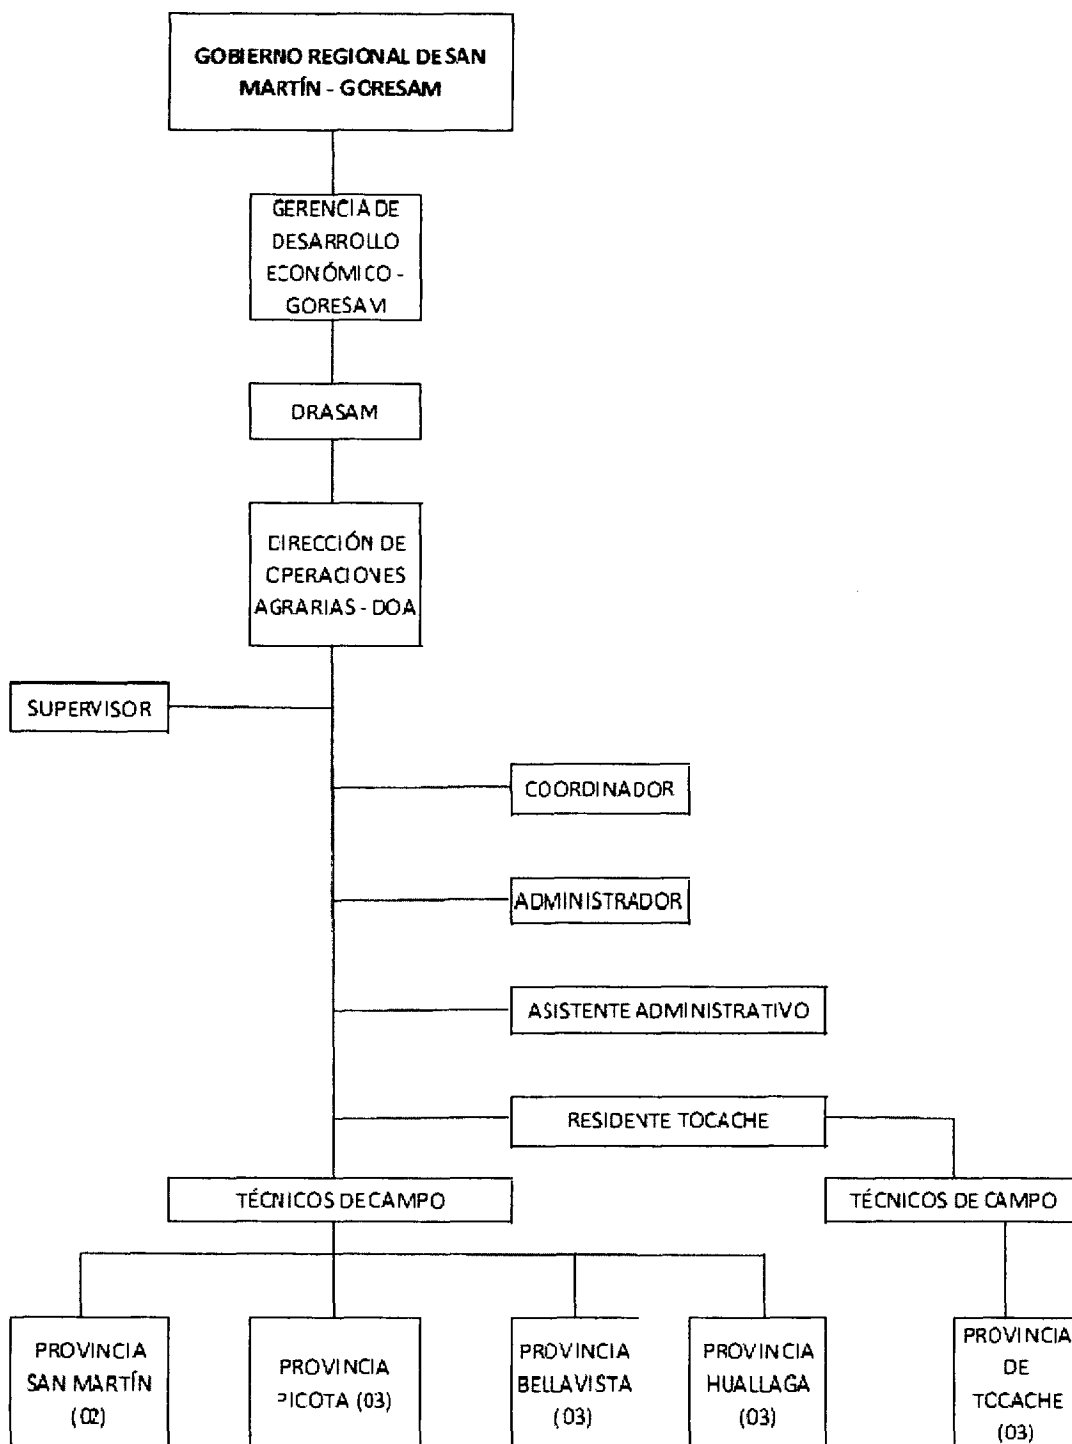 GOBIERNO REGIONAL DE SAN
MARTÍN - GORESAM
GERENCIA DE
DESARROLLO
ECONÓMICO -
GORESAM
DRASAM
DIRECCIÓN DE
OPERACIONES
AGRARIAS - DOA
SUPERVISOR
COORDINADOR
ADMINISTRADOR
ASISTENTE ADMINISTRATIVO
RESIDENTE TOCACHE
TÉCNICOS DE CAMPO
TÉCNICOS DE CAMPO
PROVINCIA
SAN MARTÍN
(02)
PROVINCIA
PICOTA (03)
PROVINCIA
BELLAVISTA
(03)
PROVINCIA
HUALLAGA
(03)
PROVINCIA
DE
TOCACHE
(03)